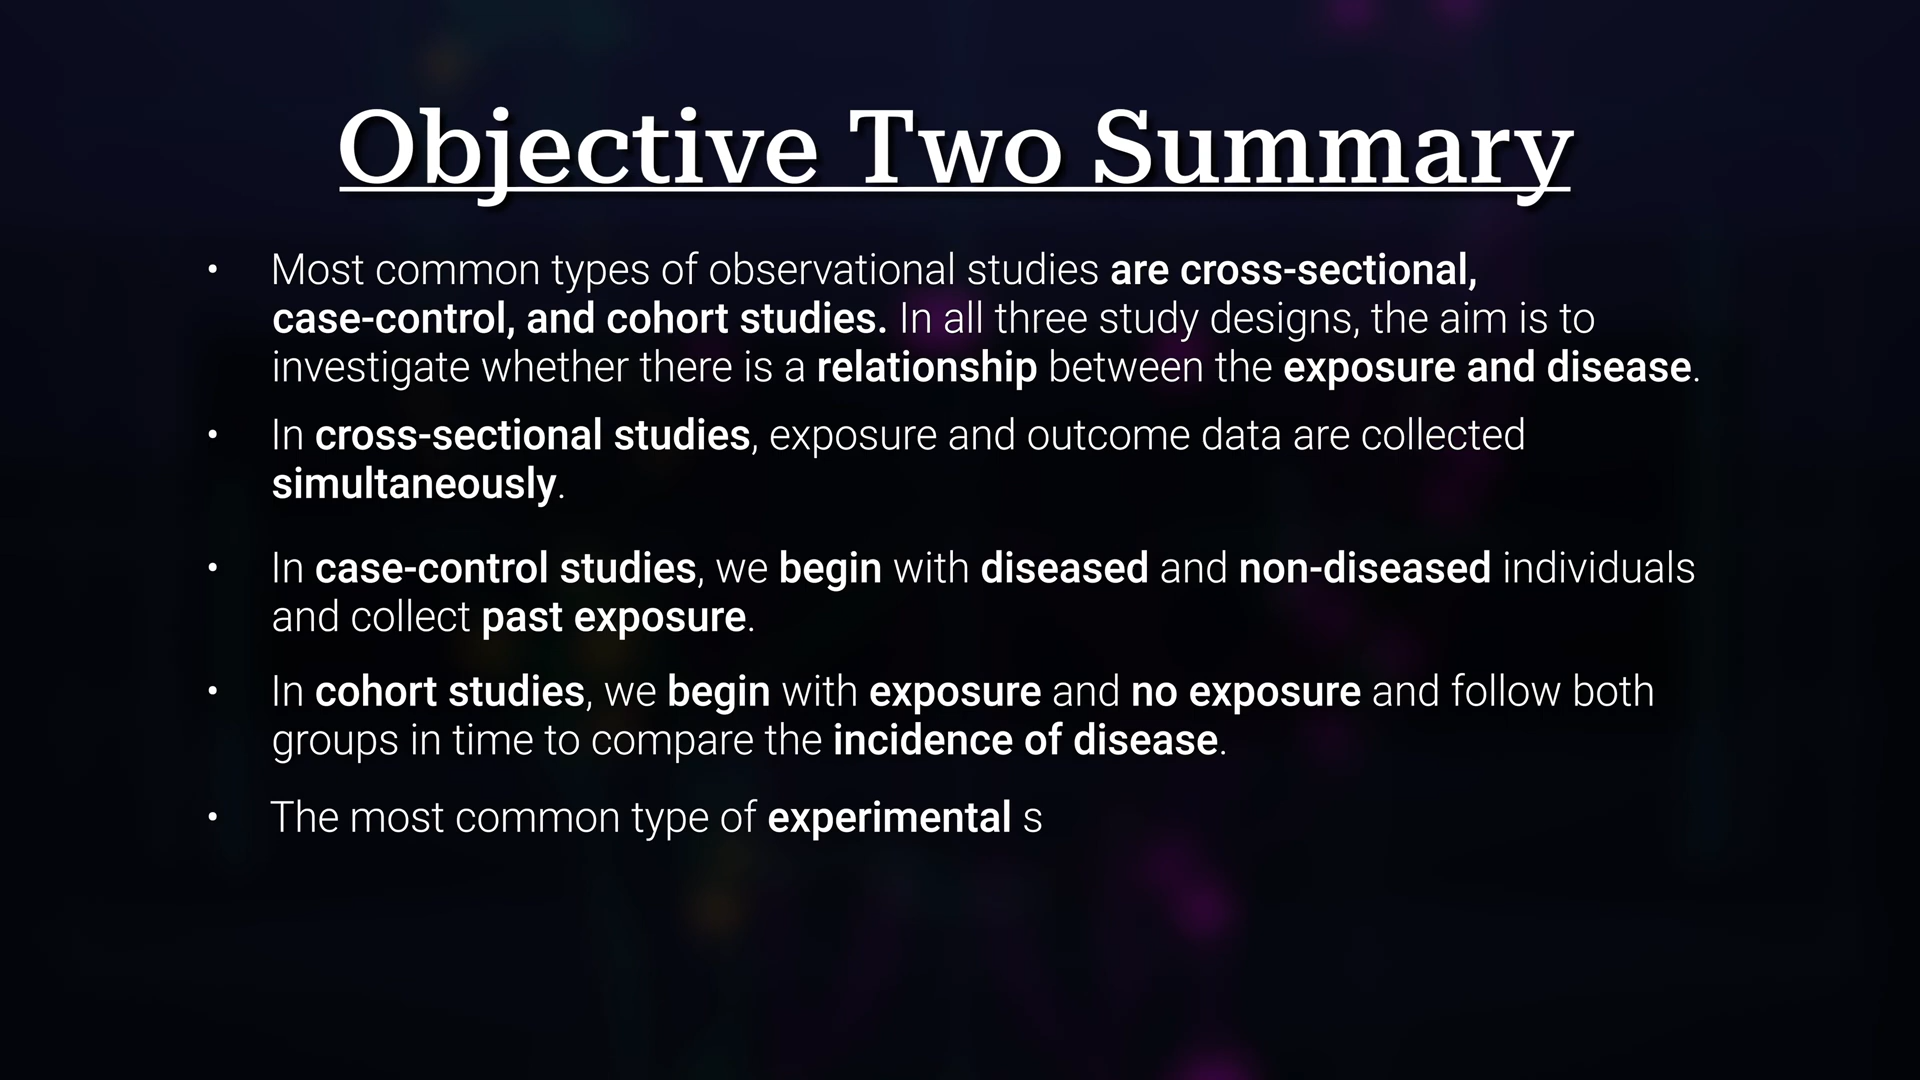 Objective Two Summary
• Most common types of observational studies are cross-sectional,
case-control, and cohort studies. In all three study designs, the aim is to
investigate whether there is a relationship between the exposure and disease.
• In cross-sectional studies, exposure and outcome data are collected
simultaneously.
• In case-control studies, we begin with diseased and non-diseased individuals
and collect past exposure.
• In cohort studies, we begin with exposure and no exposure and follow both
groups in time to compare the incidence of disease.
• The most common type of experimental s